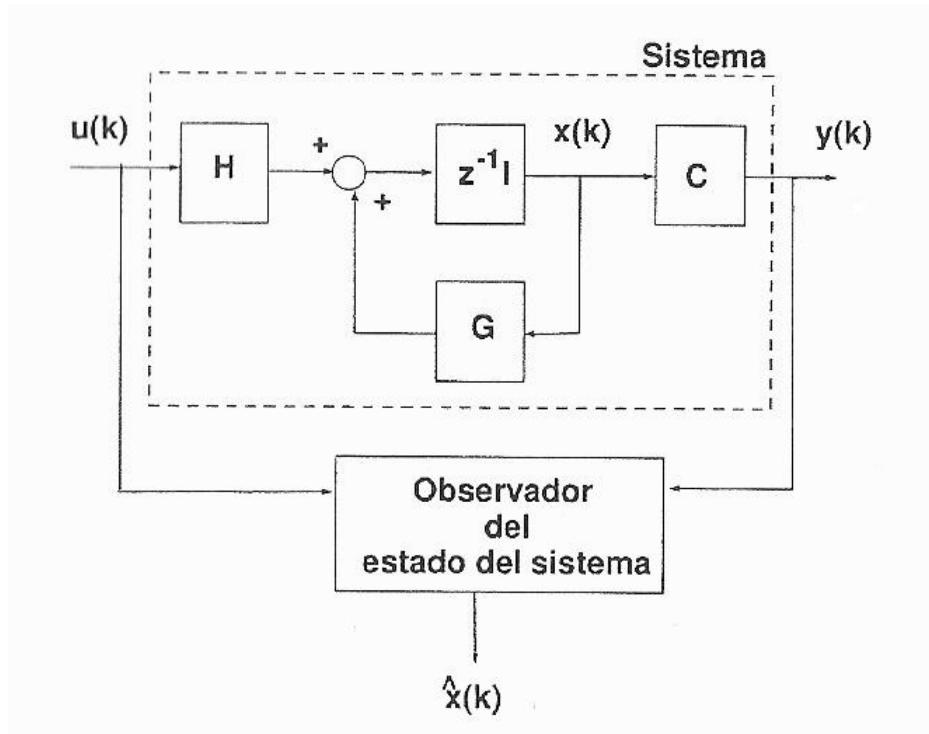 Sistema
u(k)
H
+
+
z⁻¹I
x(k)
C
y(k)
G
Observador
del
estado del sistema
x̂(k)